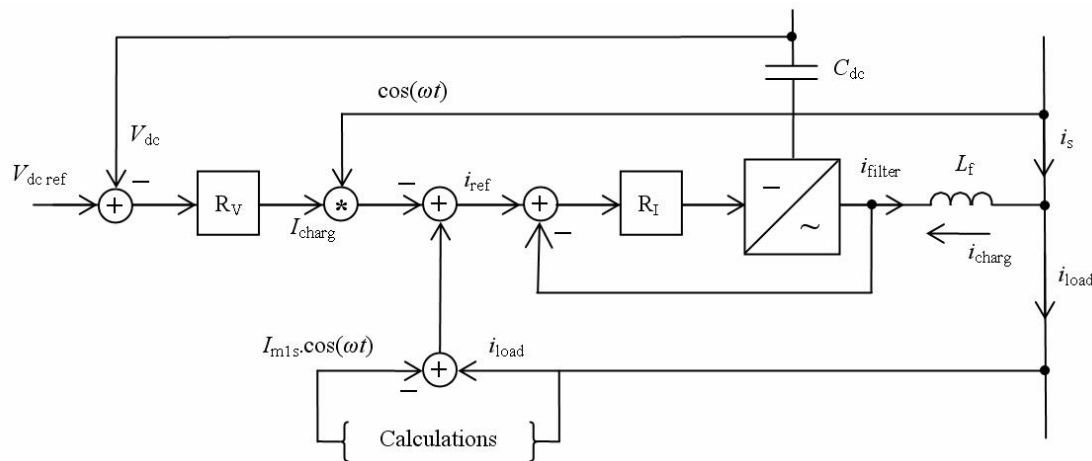 C_dc
cos(ωt)
V_dc
i_s
V_dc ref
−
−
i_ref
−
i_filter
L_f
+
R_V
*
+
+
R_I
I_charg
−
~
i_charg
i_load
I_m1s.cos(ωt)
i_load
+
−
Calculations